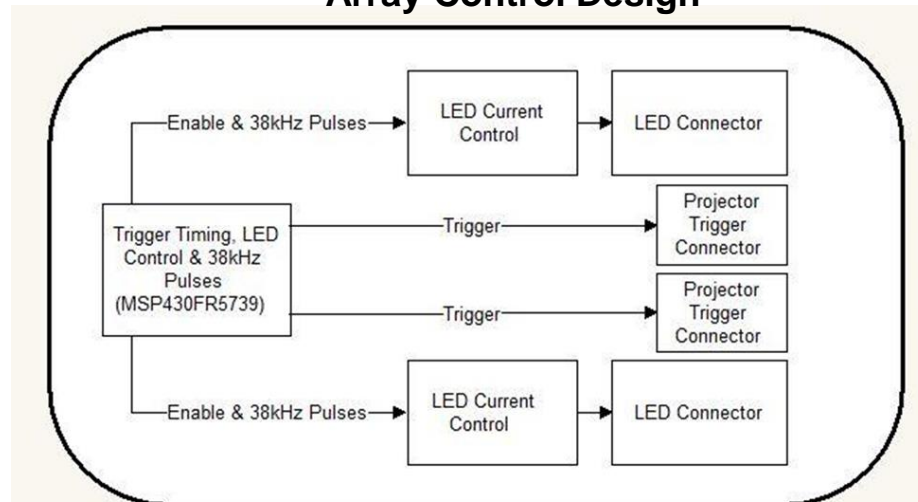 Array Control Design
Enable & 38kHz Pulses
LED Current
Control
LED Connector
Trigger Timing, LED
Control & 38kHz
Pulses
(MSP430FR5739)
Trigger
Projector
Trigger
Connector
Trigger
Projector
Trigger
Connector
Enable & 38kHz Pulses
LED Current
Control
LED Connector